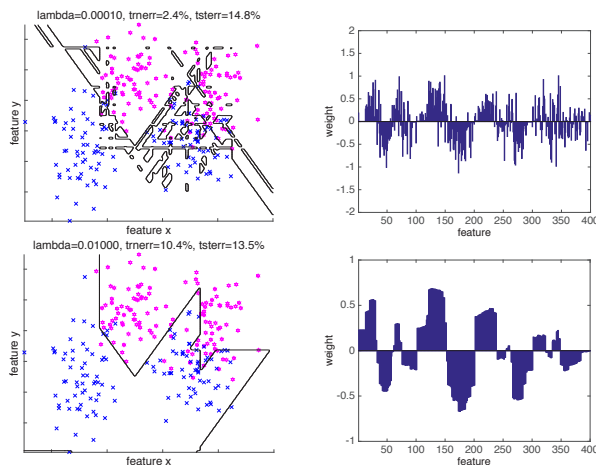 lambda=0.00010, trnerr=2.4%, tsterr=14.8%
feature y
feature x
2
1.5
1
0.5
0
-0.5
-1
-1.5
-2
weight
50 100 150 200 250 300 350 400
feature
lambda=0.01000, trnerr=10.4%, tsterr=13.5%
feature y
feature x
1
0.5
0
-0.5
-1
weight
50 100 150 200 250 300 350 400
feature